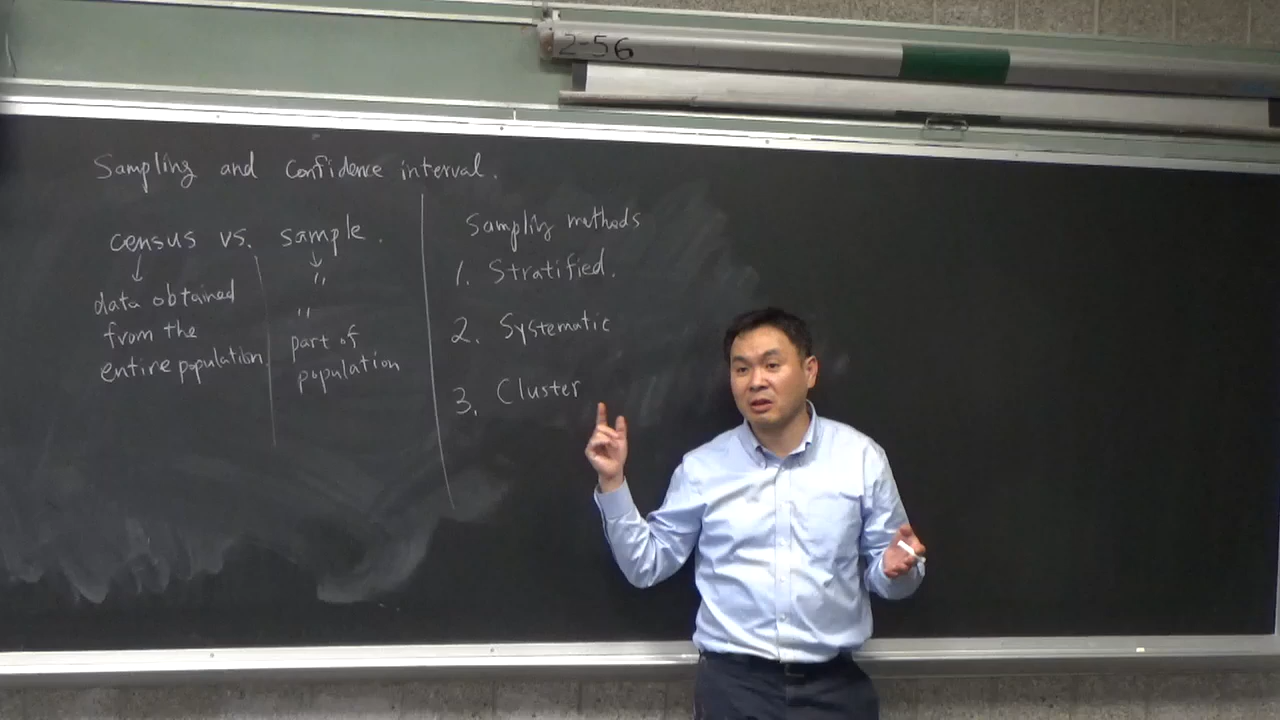 2-56
Sampling and Confidence interval.
census vs. sample.
↓
data obtained
from the
entire population
↓
"
"
part of
population
Sampling methods
1. Stratified.
2. Systematic
3. Cluster